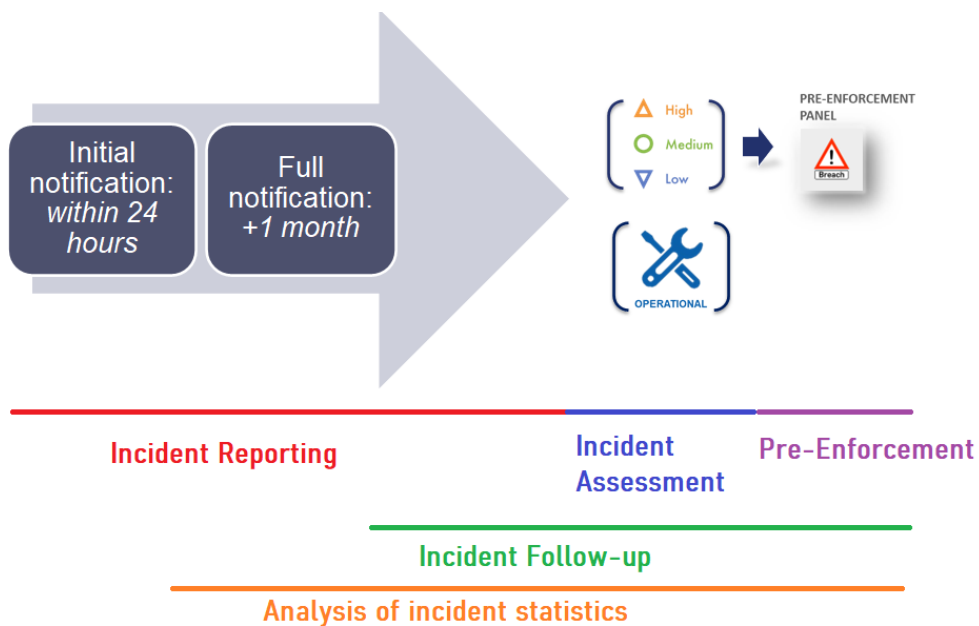 Initial
notification:
within 24
hours
Full
notification:
+1 month
High
Medium
Low
OPERATIONAL
PRE-ENFORCEMENT
PANEL
!
Breach
Incident Reporting
Incident
Assessment
Pre-Enforcement
Incident Follow-up
Analysis of incident statistics